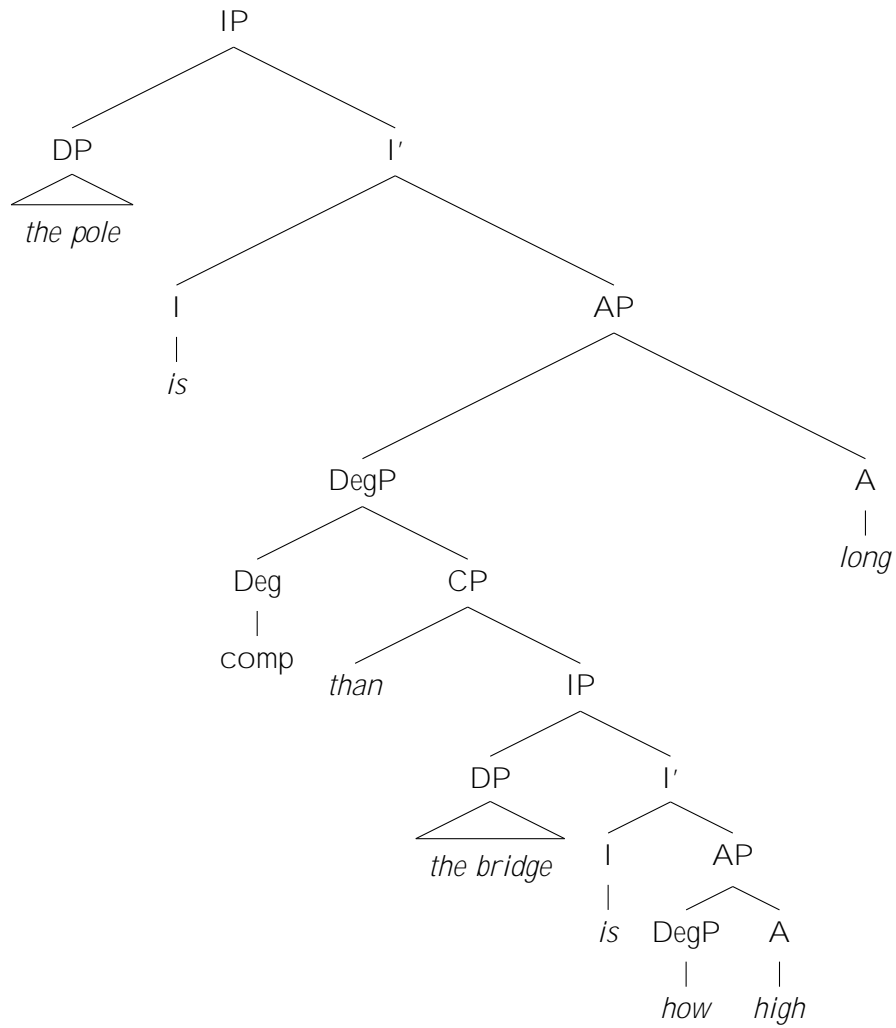 IP
DP I′
the pole
I AP
is
DegP A
long
Deg CP
comp
than IP
DP I′
the bridge I AP
is DegP A
how high